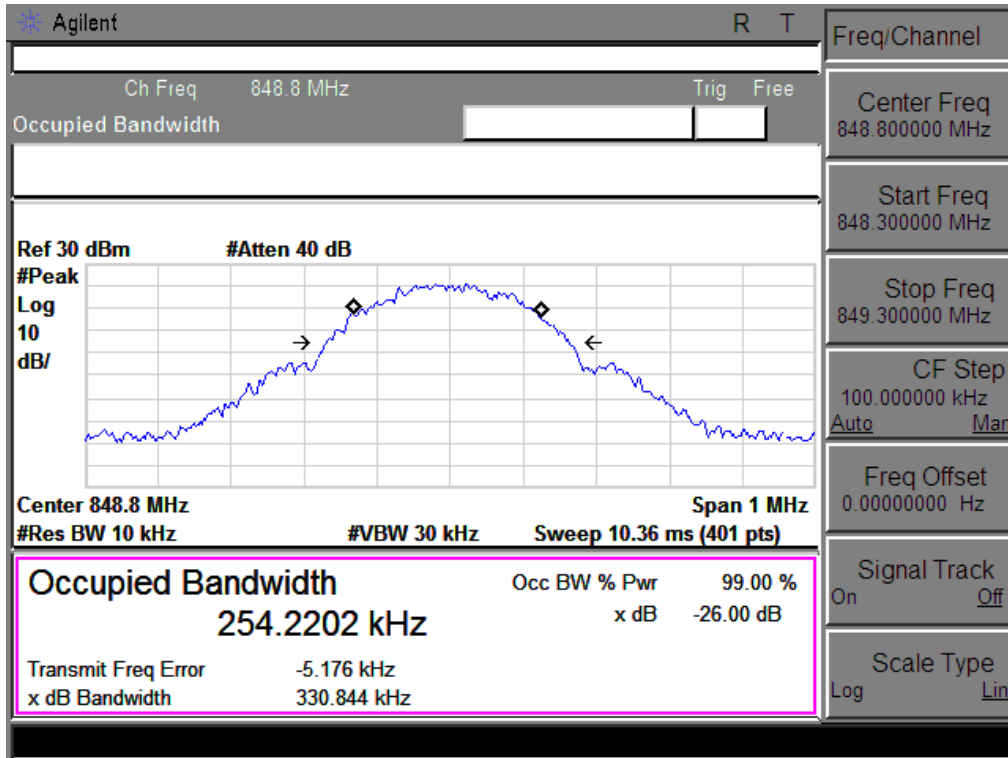 Agilent R T
Ch Freq 848.8 MHz Trig Free
Occupied Bandwidth
Ref 30 dBm #Atten 40 dB
#Peak
Log
10
dB/
Center 848.8 MHz Span 1 MHz
#Res BW 10 kHz #VBW 30 kHz Sweep 10.36 ms (401 pts)
Occupied Bandwidth Occ BW % Pwr 99.00 %
254.2202 kHz x dB -26.00 dB
Transmit Freq Error -5.176 kHz
x dB Bandwidth 330.844 kHz
Freq/Channel
Center Freq
848.800000 MHz
Start Freq
848.300000 MHz
Stop Freq
849.300000 MHz
CF Step
100.000000 kHz
Auto Man
Freq Offset
0.00000000 Hz
Signal Track
On Off
Scale Type
Log Lin